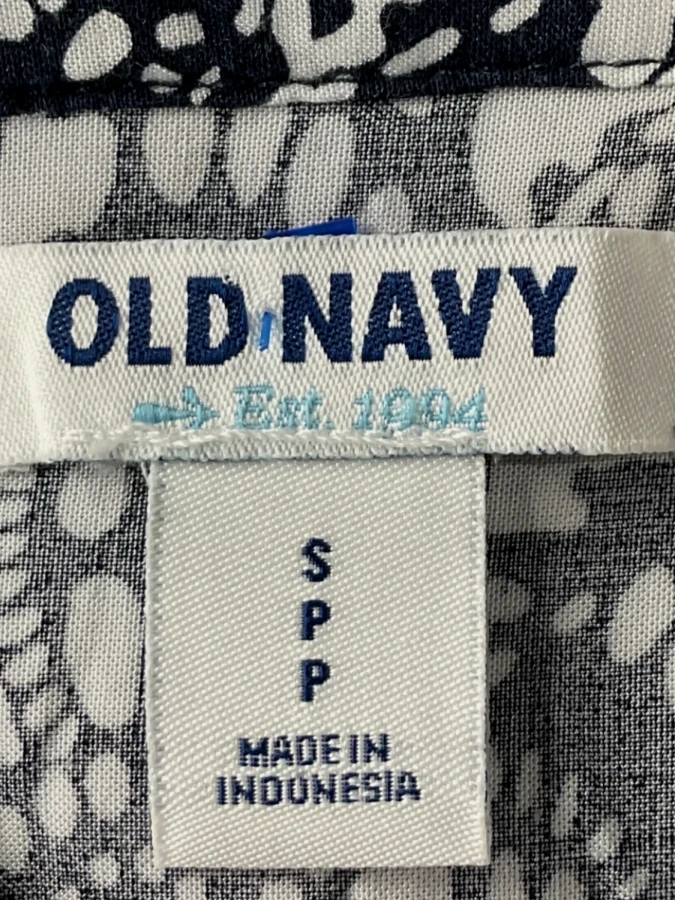 OLD NAVY
Est. 1994
S
P
P
MADE IN
INDONESIA